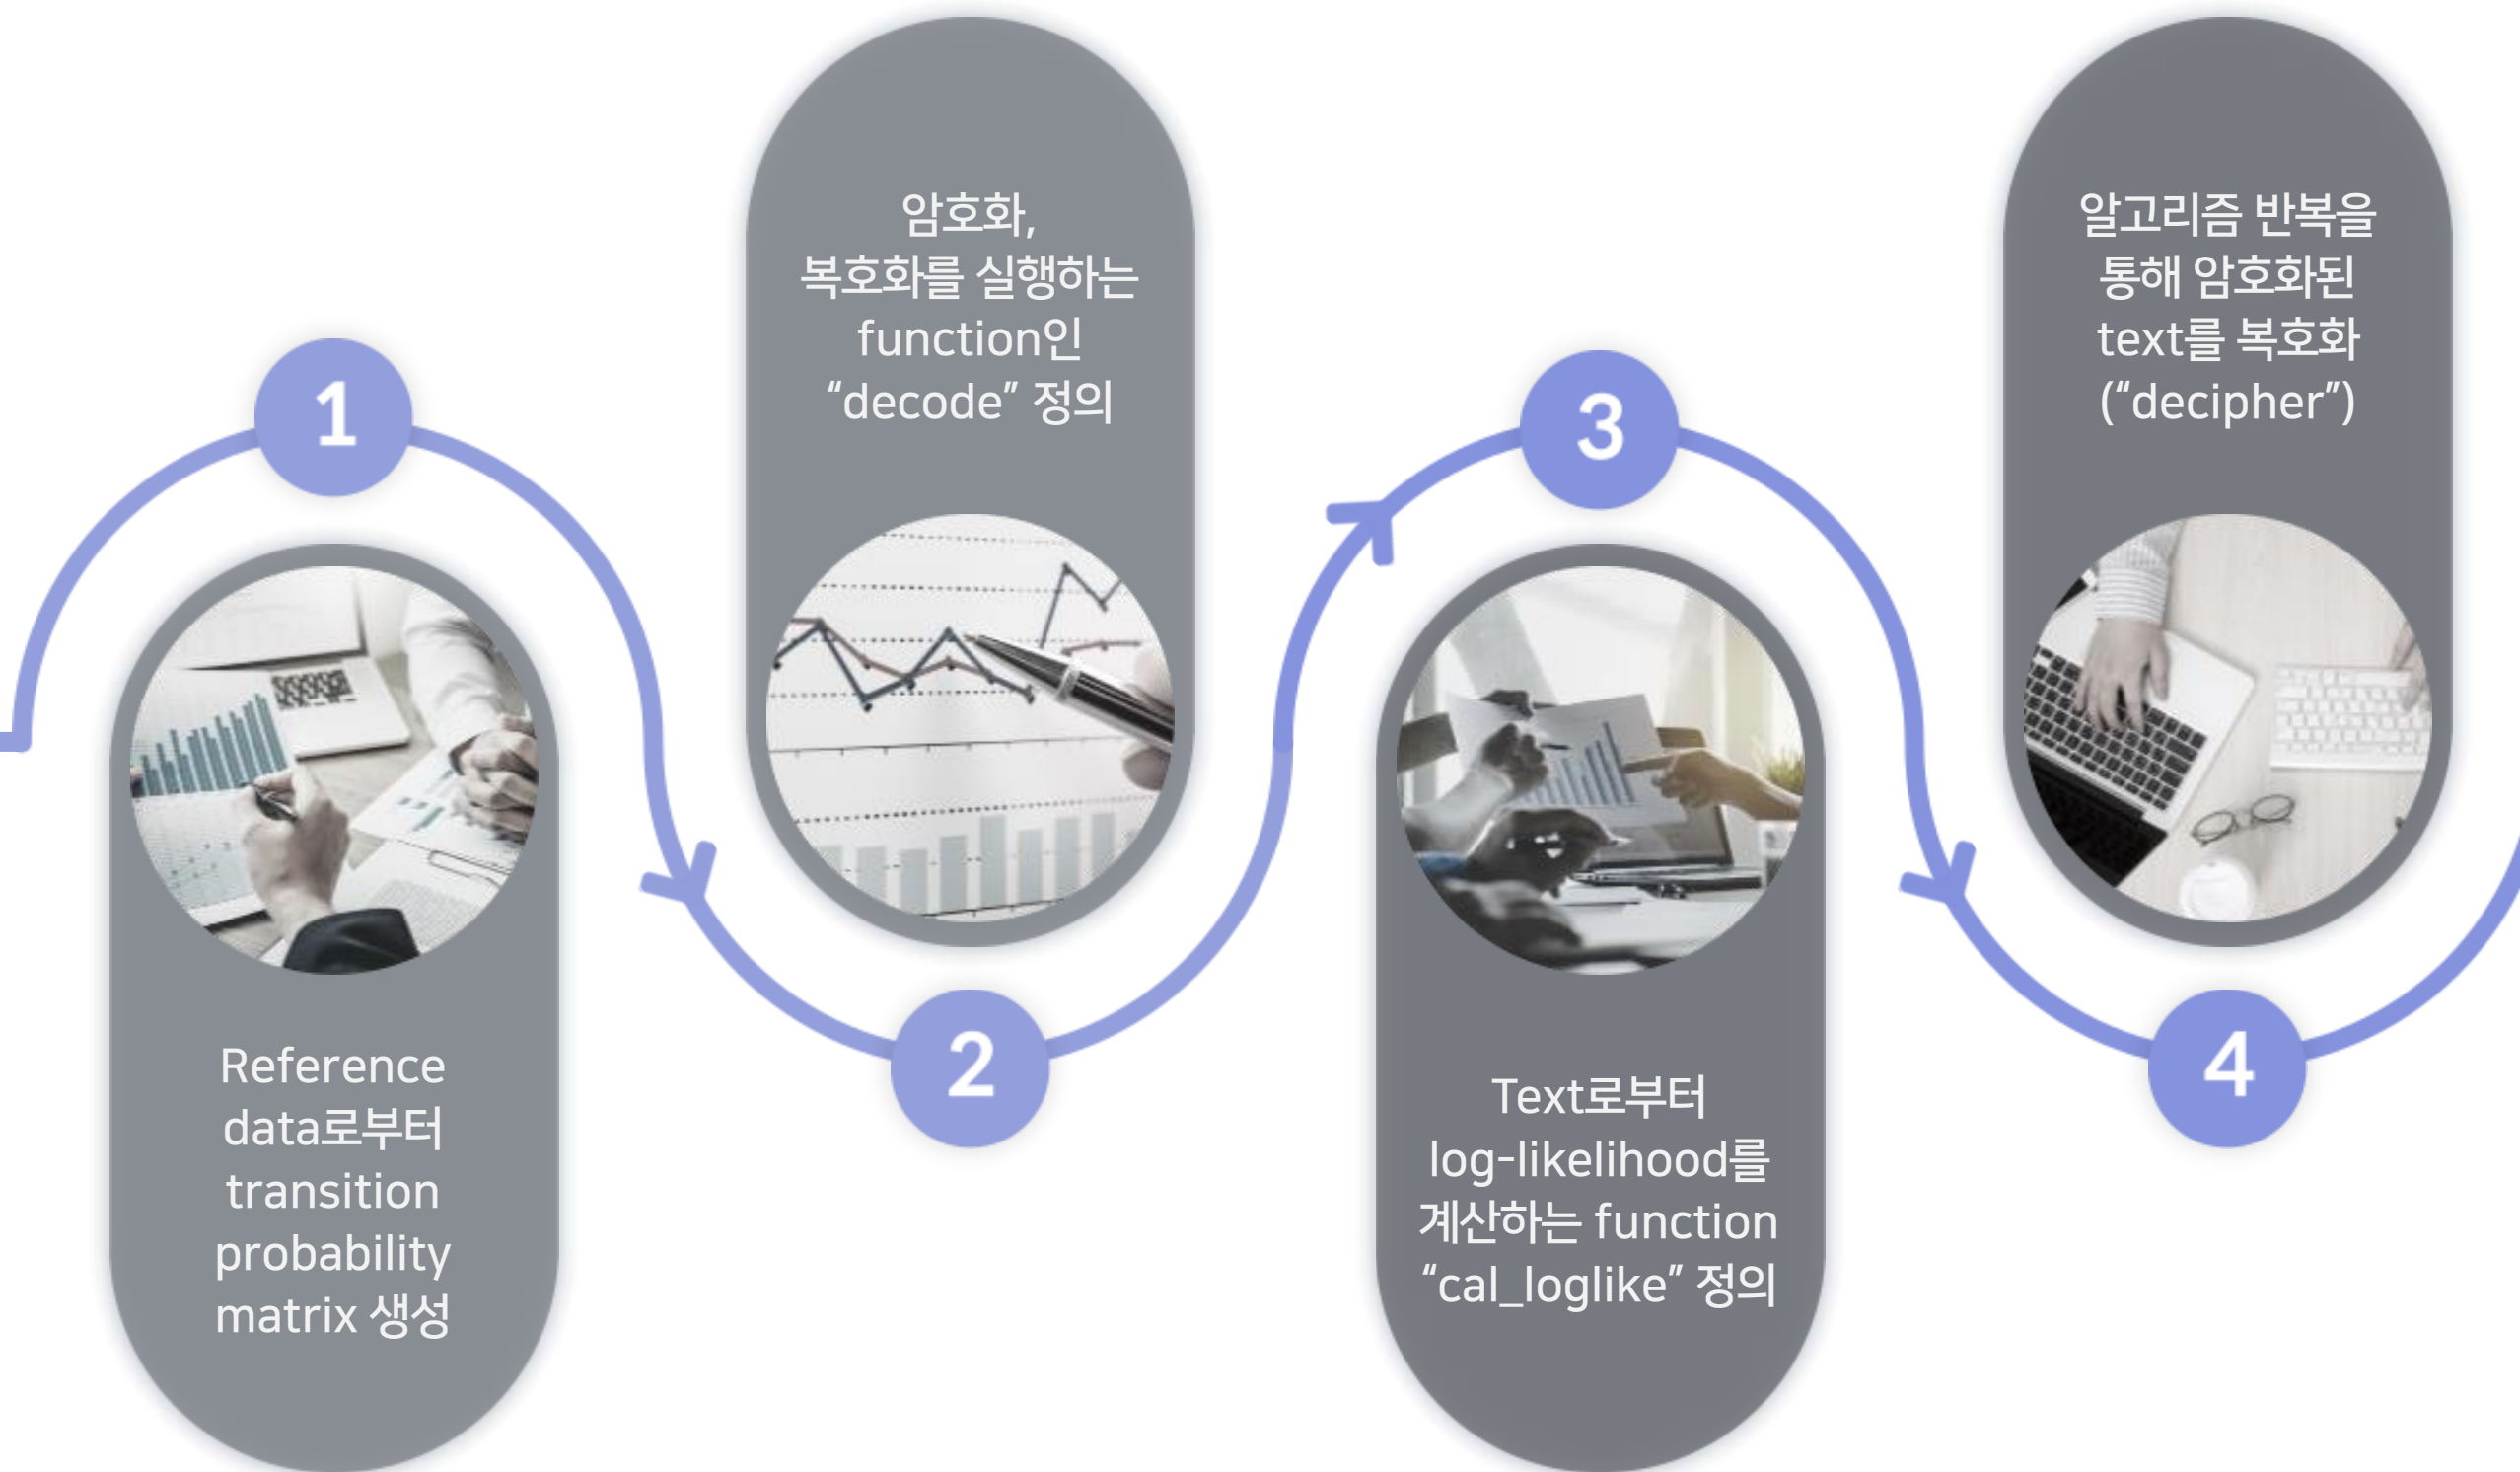 1
Reference
data로부터
transition
probability
matrix 생성
암호화,
복호화를 실행하는
function인
“decode” 정의
2
3
Text로부터
log-likelihood를
계산하는 function
“cal_loglike” 정의
알고리즘 반복을
통해 암호화된
text를 복호화
(“decipher”)
4